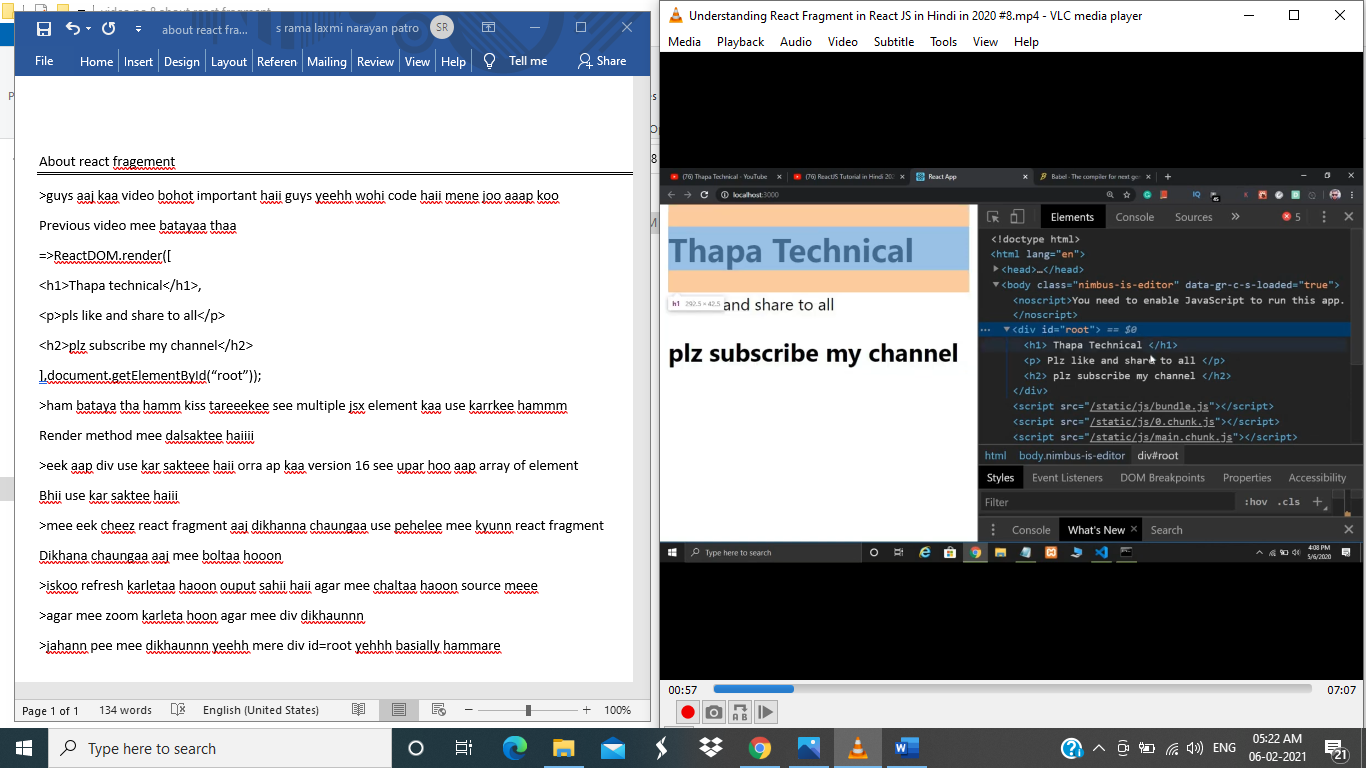 video no 8 about react fragment
about react fra...
s rama laxmi narayan patro
SR
File Home Insert Design Layout Referen Mailing Review View Help Tell me Share
About react fragement
>guys aaj kaa video bohot important haii guys yeehh wohi code haii mene joo aaap koo
Previous video mee batayaa thaa
=>ReactDOM.render([
<h1>Thapa technical</h1>,
<p>pls like and share to all</p>
<h2>plz subscribe my channel</h2>
],document.getElementById(“root”));
>ham bataya tha hamm kiss tareeekee see multiple jsx element kaa use karrkee hammm
Render method mee dalsaktee haiiii
>eek aap div use kar sakteee haii orra ap kaa version 16 see upar hoo aap array of element
Bhii use kar saktee haiii
>mee eek cheez react fragment aaj dikhanna chaungaa use pehelee mee kyunn react fragment
Dikhana chaungaa aaj mee boltaa hooon
>iskoo refresh karletaa haoon ouput sahii haii agar mee chaltaa haoon source meee
>agar mee zoom karleta hoon agar mee div dikhaunnn
>jahann pee mee dikhaunnn yeehh mere div id=root yehhh basially hammare
Page 1 of 1 134 words English (United States) 100%
Understanding React Fragment in React JS in Hindi in 2020 #8.mp4 - VLC media player
Media Playback Audio Video Subtitle Tools View Help
(76) Thapa Technical - YouTube
(76) ReactJS Tutorial in Hindi 202
React App
Babel - The compiler for next ge
localhost:3000
Thapa Technical
h1 292.5 × 42.5
and share to all
plz subscribe my channel
Elements Console Sources » 5
<!doctype html>
<html lang="en">
<head>…</head>
<body class="nimbus-is-editor" data-gr-c-s-loaded="true">
<noscript>You need to enable JavaScript to run this app.
</noscript>
<div id="root"> == $0
<h1> Thapa Technical </h1>
<p> Plz like and share to all </p>
<h2> plz subscribe my channel </h2>
</div>
<script src="/static/js/bundle.js"></script>
<script src="/static/js/0.chunk.js"></script>
<script src="/static/js/main.chunk.js"></script>
html body.nimbus-is-editor div#root
Styles Event Listeners DOM Breakpoints Properties Accessibility
Filter :hov .cls +
Console What's New × Search
Type here to search
4:08 PM
5/6/2020
00:57 07:07
Type here to search
ENG
05:22 AM
06-02-2021
21